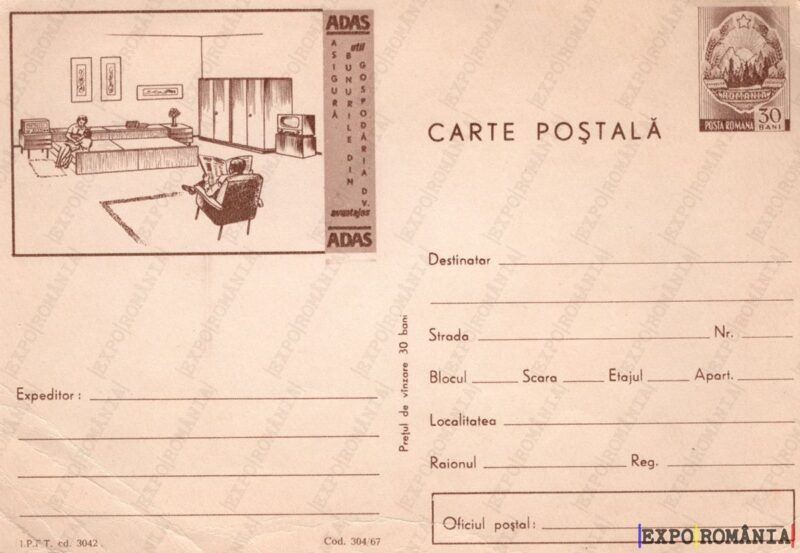 ADAS
util
ASIGURĂ
BUNURILE DIN
GOSPODĂRIA DV.
avantajos
ADAS
ROMÂNIA
POSTA ROMÂNĂ
30
BANI
CARTE POŞTALĂ
Destinatar
Strada Nr.
Blocul Scara Etajul Apart.
Localitatea
Raionul Reg.
Oficiul poştal:
Preţul de vînzare 30 bani
Expeditor:
I.P.F.T. cd. 3042.
Cod. 304/67
|EXPO|ROMÂNIA|